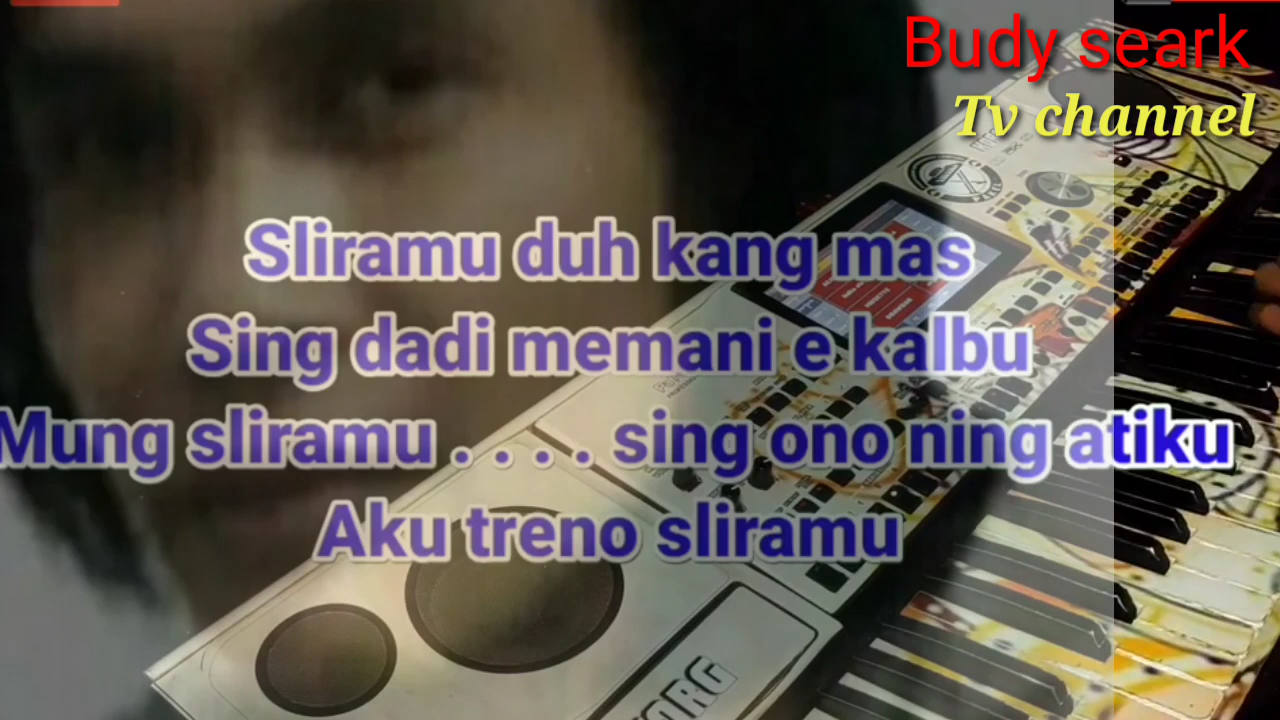 Budy seark
Tv channel
Sliramu duh kang mas
Sing dadi memani e kalbu
Mung sliramu . . . . sing ono ning atiku
Aku treno sliramu
KORG